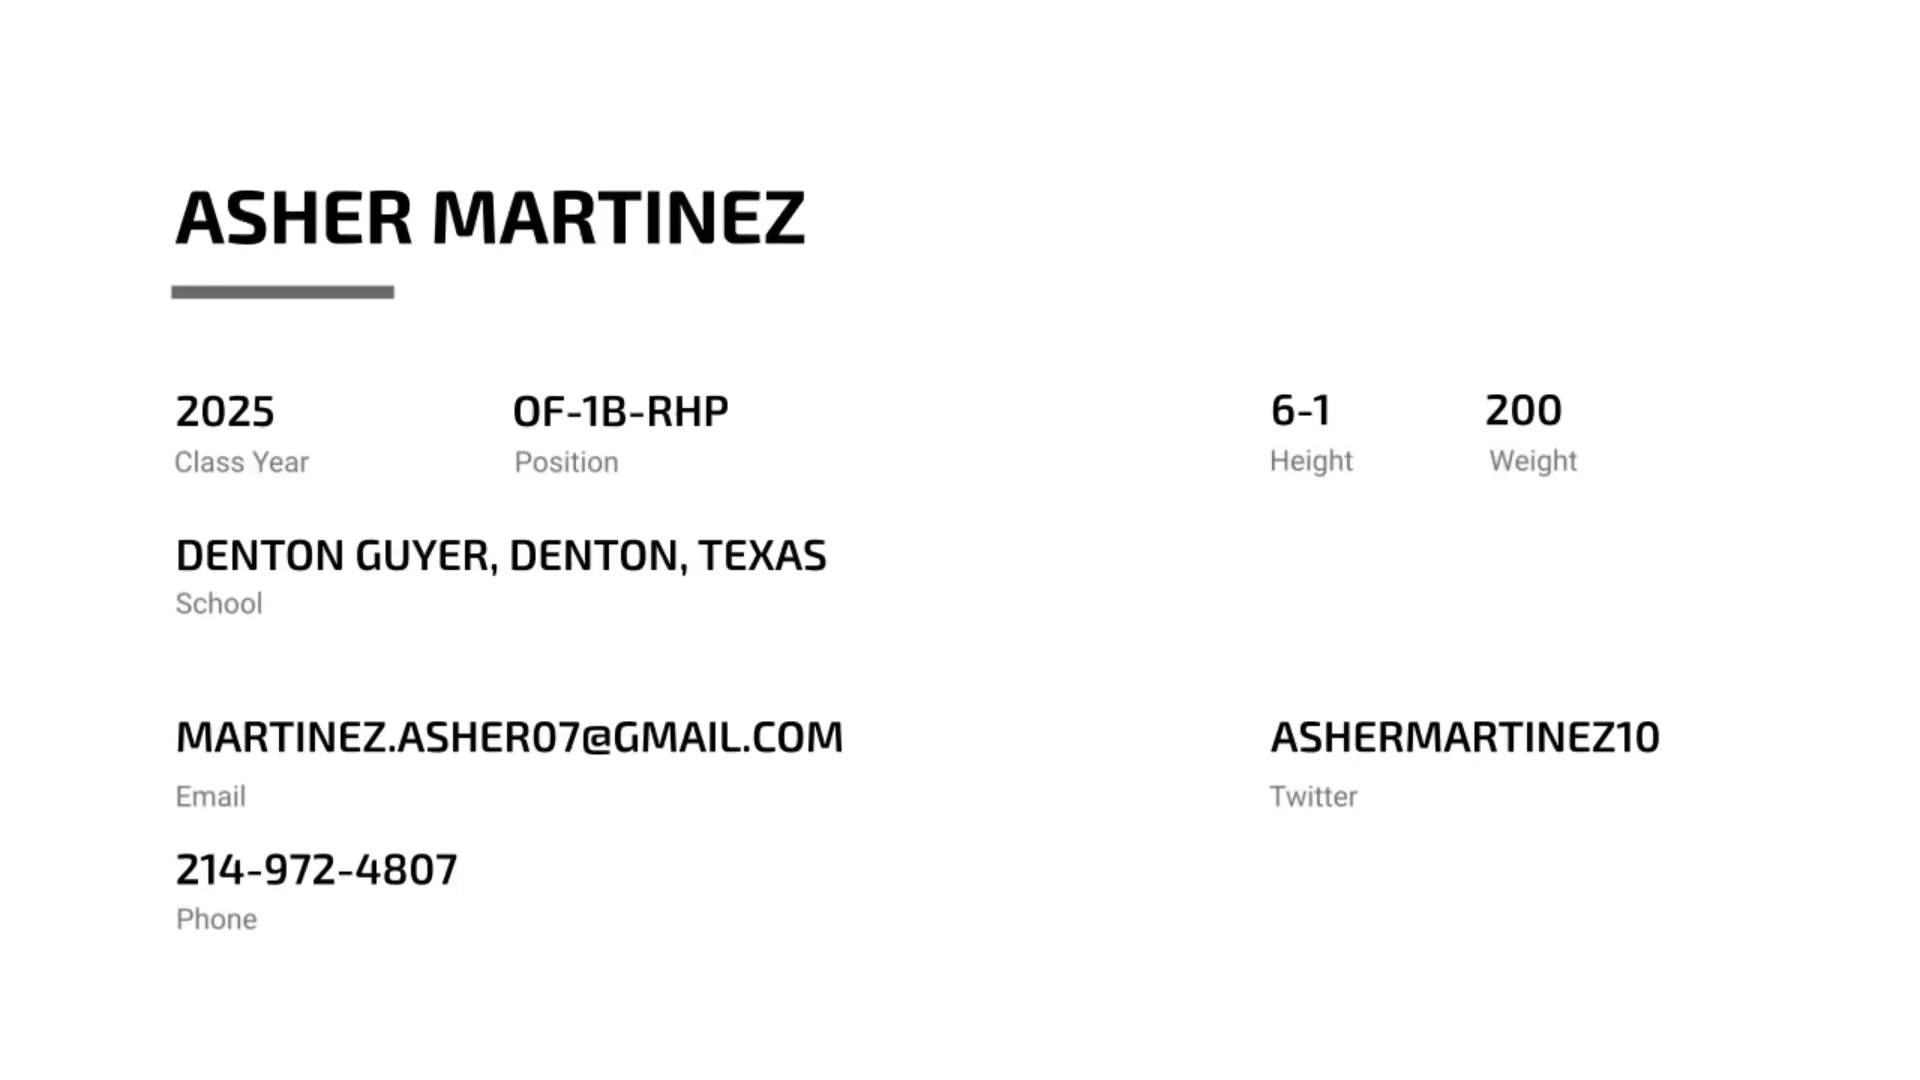 ASHER MARTINEZ
2025 OF-1B-RHP 6-1 200
Class Year Position Height Weight
DENTON GUYER, DENTON, TEXAS
School
MARTINEZ.ASHER07@GMAIL.COM ASHERMARTINEZ10
Email Twitter
214-972-4807
Phone